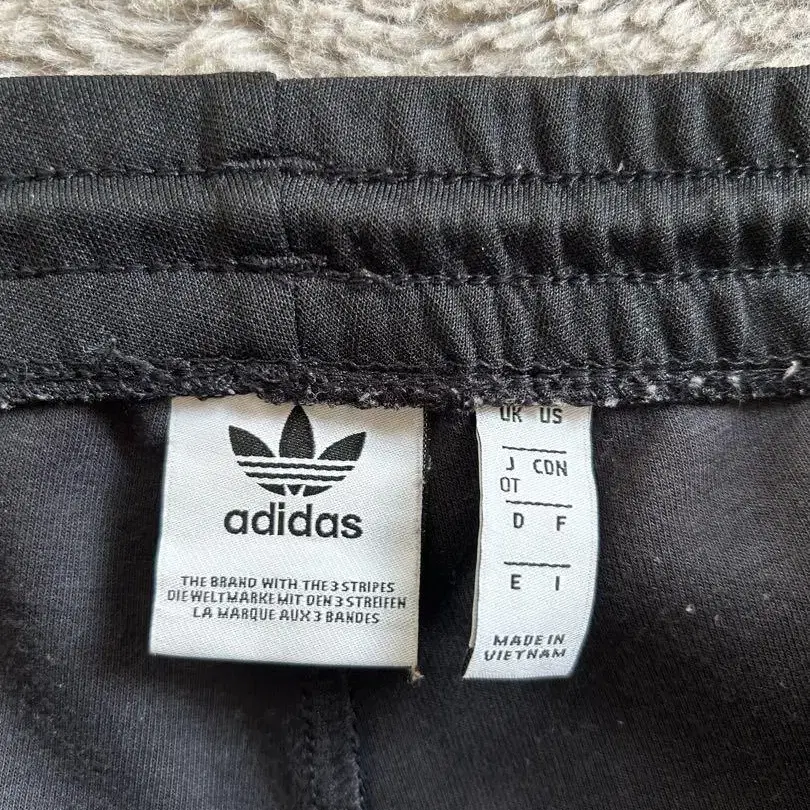 adidas
THE BRAND WITH THE 3 STRIPES
DIE WELTMARKE MIT DEN 3 STREIFEN
LA MARQUE AUX 3 BANDES
UK US
J CDN
OT
D F
E I
MADE IN
VIETNAM